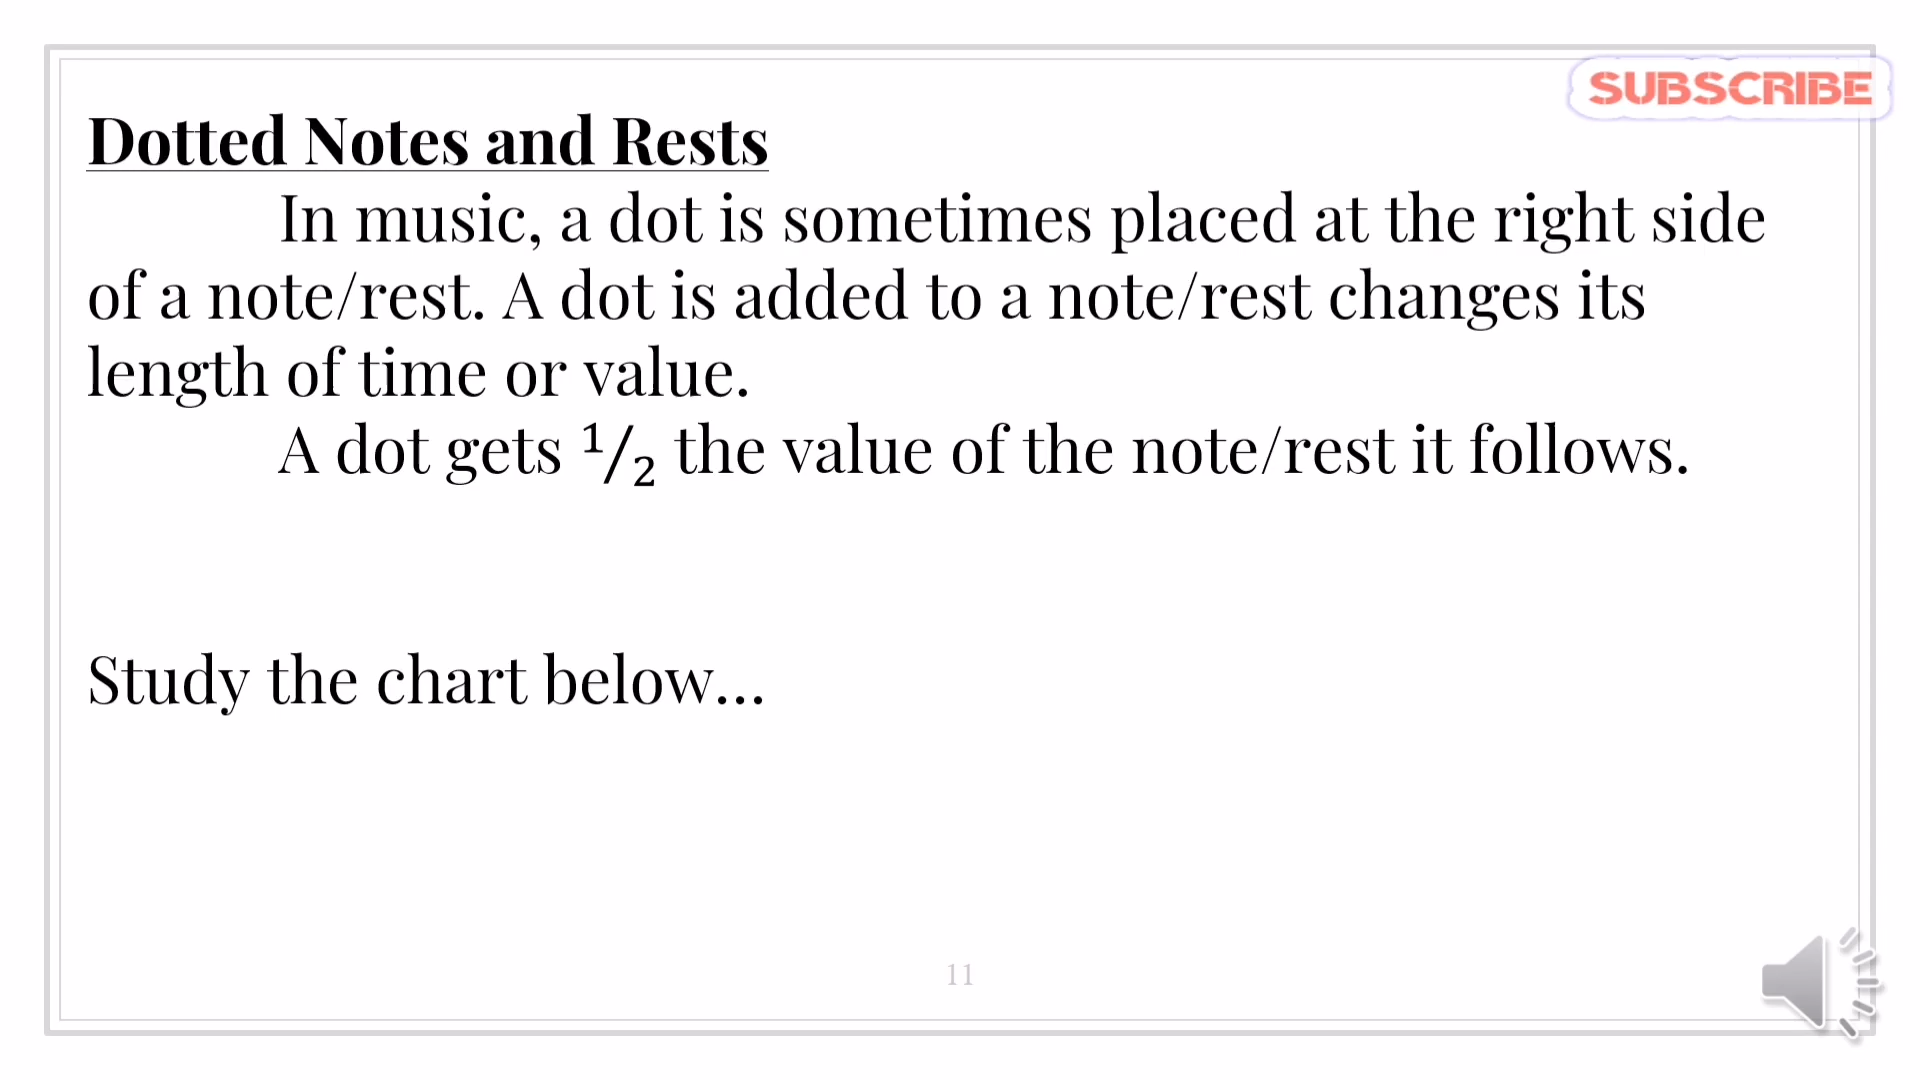 SUBSCRIBE
Dotted Notes and Rests
In music, a dot is sometimes placed at the right side
of a note/rest. A dot is added to a note/rest changes its
length of time or value.
A dot gets ¹/₂ the value of the note/rest it follows.
Study the chart below...
11